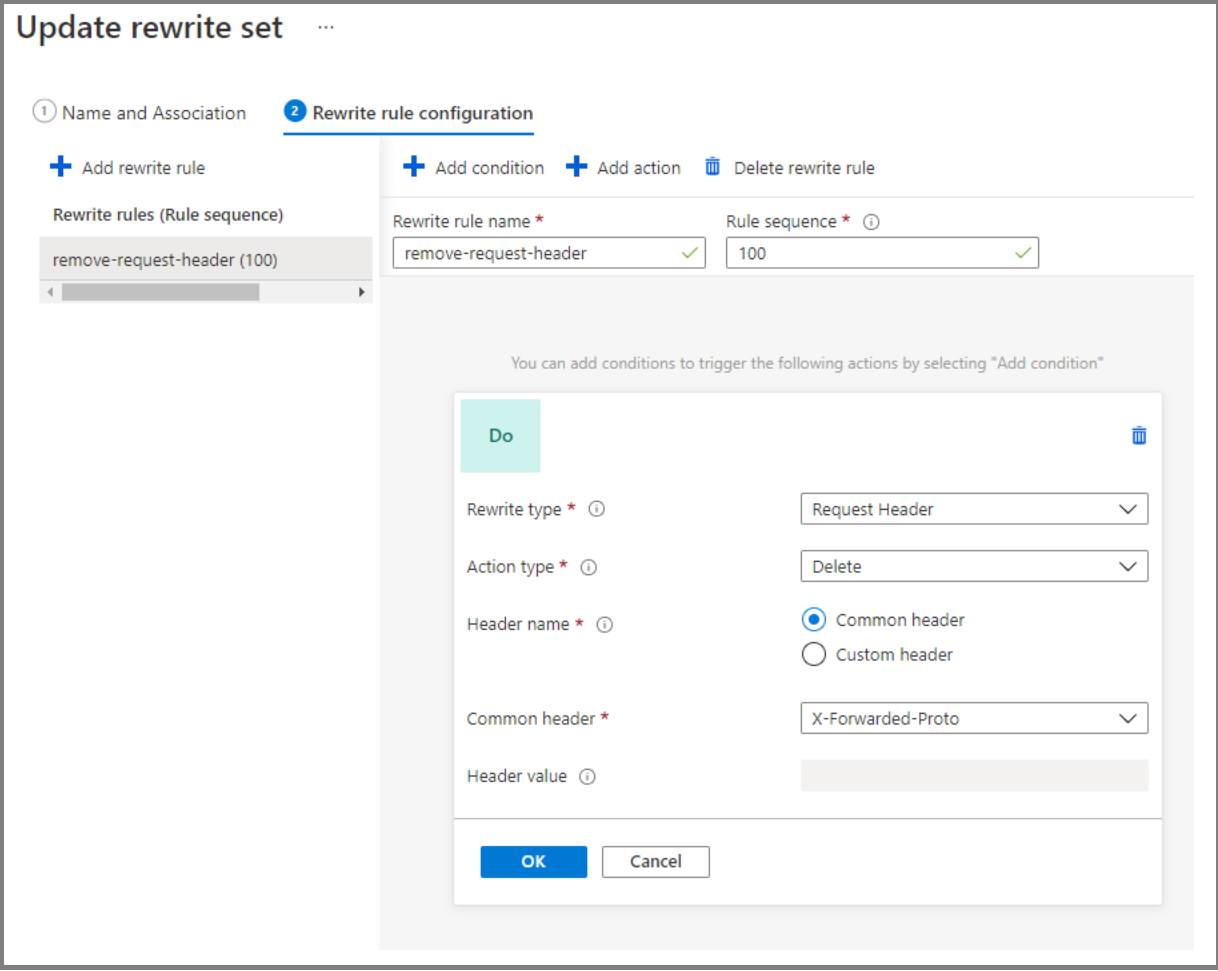 Update rewrite set ...
1 Name and Association 2 Rewrite rule configuration
Add rewrite rule
Add condition Add action Delete rewrite rule
Rewrite rules (Rule sequence)
Rewrite rule name * Rule sequence *
remove-request-header 100
remove-request-header (100)
You can add conditions to trigger the following actions by selecting "Add condition"
Do
Rewrite type * Request Header
Action type * Delete
Header name * Common header
Custom header
Common header * X-Forwarded-Proto
Header value
OK Cancel